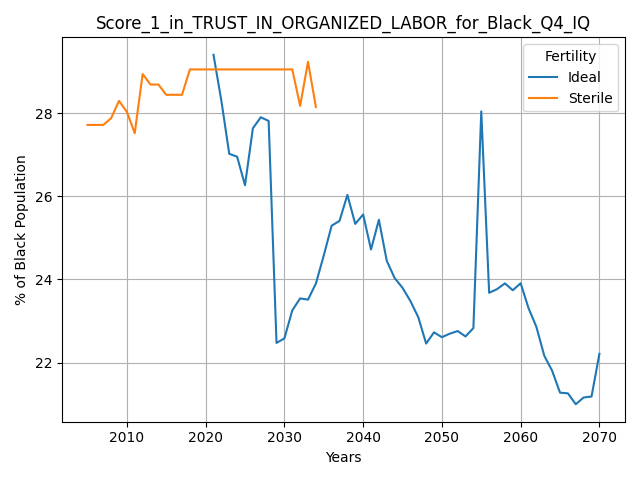 Score_1_in_TRUST_IN_ORGANIZED_LABOR_for_Black_Q4_IQ
Fertility
Ideal
Sterile
% of Black Population
28
26
24
22
2010 2020 2030 2040 2050 2060 2070
Years